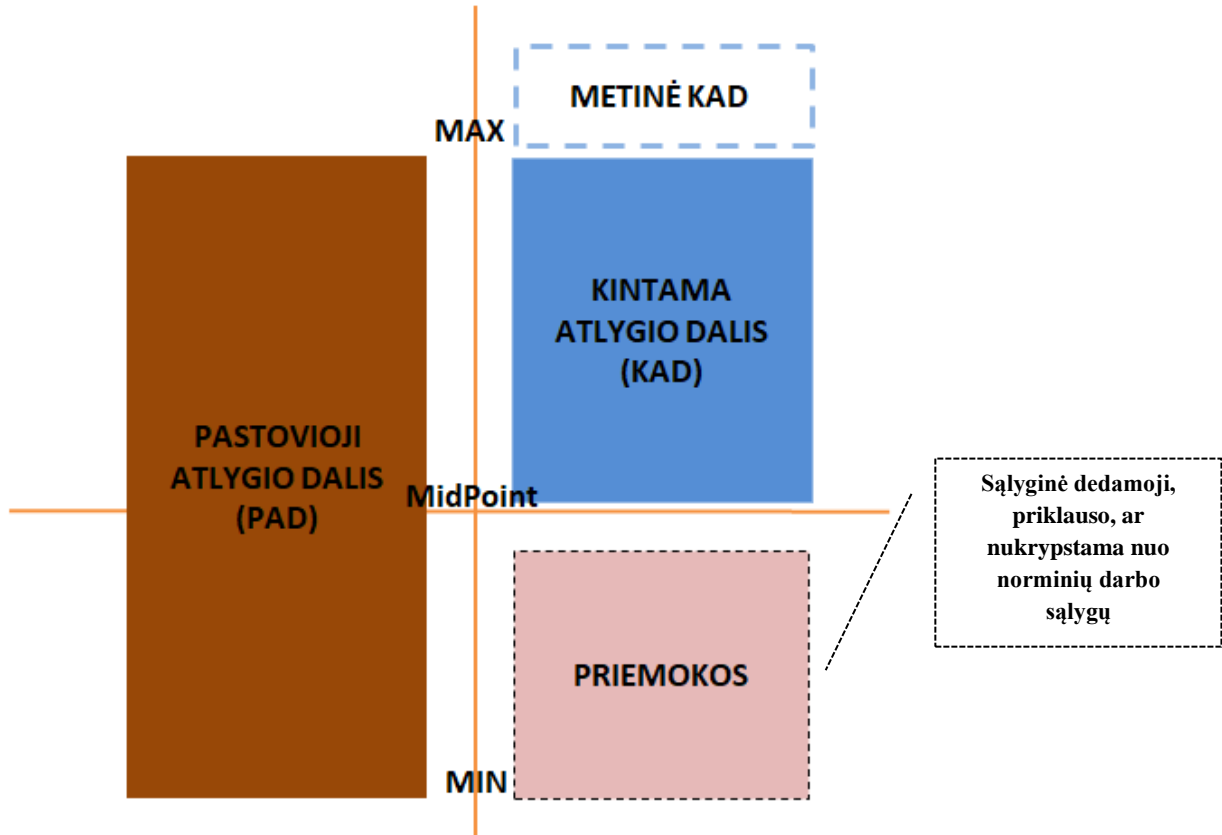 METINĖ KAD
MAX
KINTAMA
ATLYGIO DALIS
(KAD)
PASTOVIOJI
ATLYGIO DALIS
(PAD)
MidPoint
Sąlyginė dedamoji,
priklauso, ar
nukrypstama nuo
norminių darbo
sąlygų
PRIEMOKOS
MIN